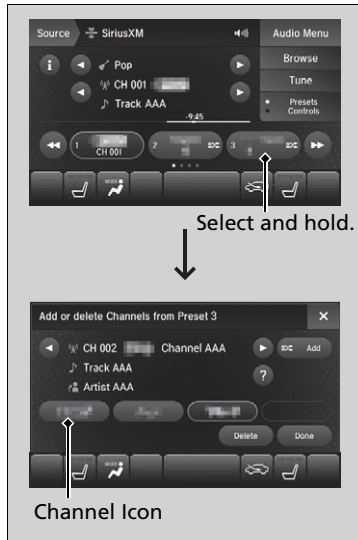 Source
SiriusXM
Audio Menu
i
Pop
Browse
CH 001
Tune
Track AAA
Presets
Controls
-9:45
1
CH 001
2
3
MODE
Select and hold.
Add or delete Channels from Preset 3
×
CH 002 Channel AAA
Add
Track AAA
?
Artist AAA
Delete
Done
MODE
Channel Icon